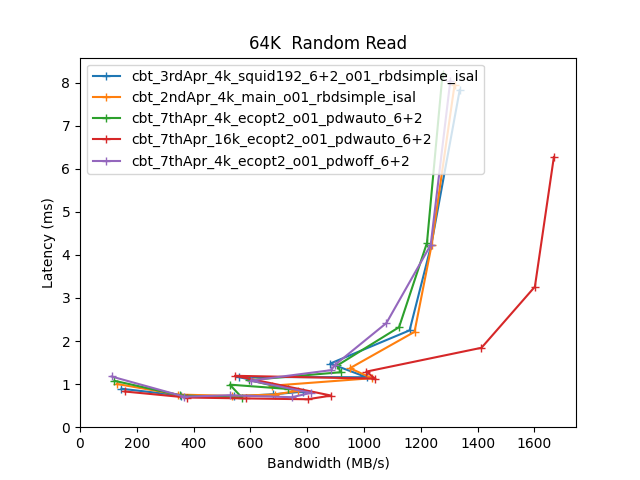 64K  Random Read
cbt_3rdApr_4k_squid192_6+2_o01_rbdsimple_isal
cbt_2ndApr_4k_main_o01_rbdsimple_isal
cbt_7thApr_4k_ecopt2_o01_pdwauto_6+2
cbt_7thApr_16k_ecopt2_o01_pdwauto_6+2
cbt_7thApr_4k_ecopt2_o01_pdwoff_6+2
Latency (ms)
8
7
6
5
4
3
2
1
0
0 200 400 600 800 1000 1200 1400 1600
Bandwidth (MB/s)